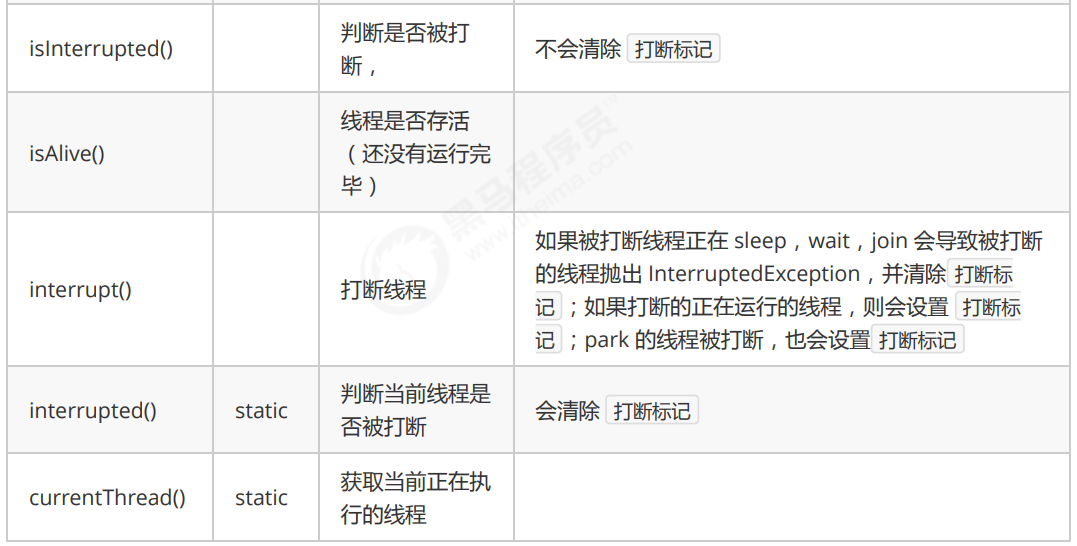 isInterrupted()
判断是否被打
断，
不会清除 打断标记
isAlive()
线程是否存活
（还没有运行完
毕）
interrupt()
打断线程
如果被打断线程正在 sleep，wait，join 会导致被打断
的线程抛出 InterruptedException，并清除 打断标
记 ；如果打断的正在运行的线程，则会设置 打断标
记 ；park 的线程被打断，也会设置 打断标记
interrupted()
static
判断当前线程是
否被打断
会清除 打断标记
currentThread()
static
获取当前正在执
行的线程
黑马程序员
www.itheima.com